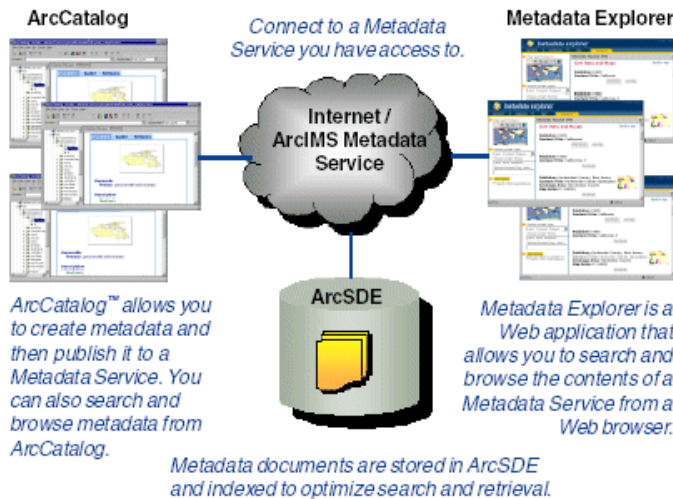 ArcCatalog
Connect to a Metadata
Service you have access to.
Metadata Explorer
Internet /
ArcIMS Metadata
Service
ArcSDE
ArcCatalog™ allows you
to create metadata and
then publish it to a
Metadata Service. You
can also search and
browse metadata from
ArcCatalog.
Metadata Explorer is a
Web application that
allows you to search and
browse the contents of a
Metadata Service from a
Web browser.
Metadata documents are stored in ArcSDE
and indexed to optimize search and retrieval.